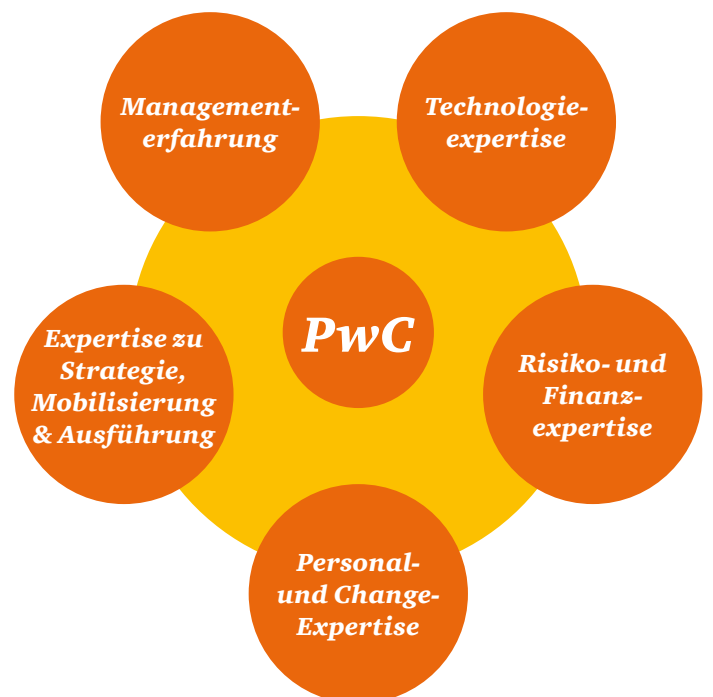 Management-
erfahrung
Technologie-
expertise
PwC
Expertise zu
Strategie,
Mobilisierung
& Ausführung
Risiko- und
Finanz-
expertise
Personal-
und Change-
Expertise